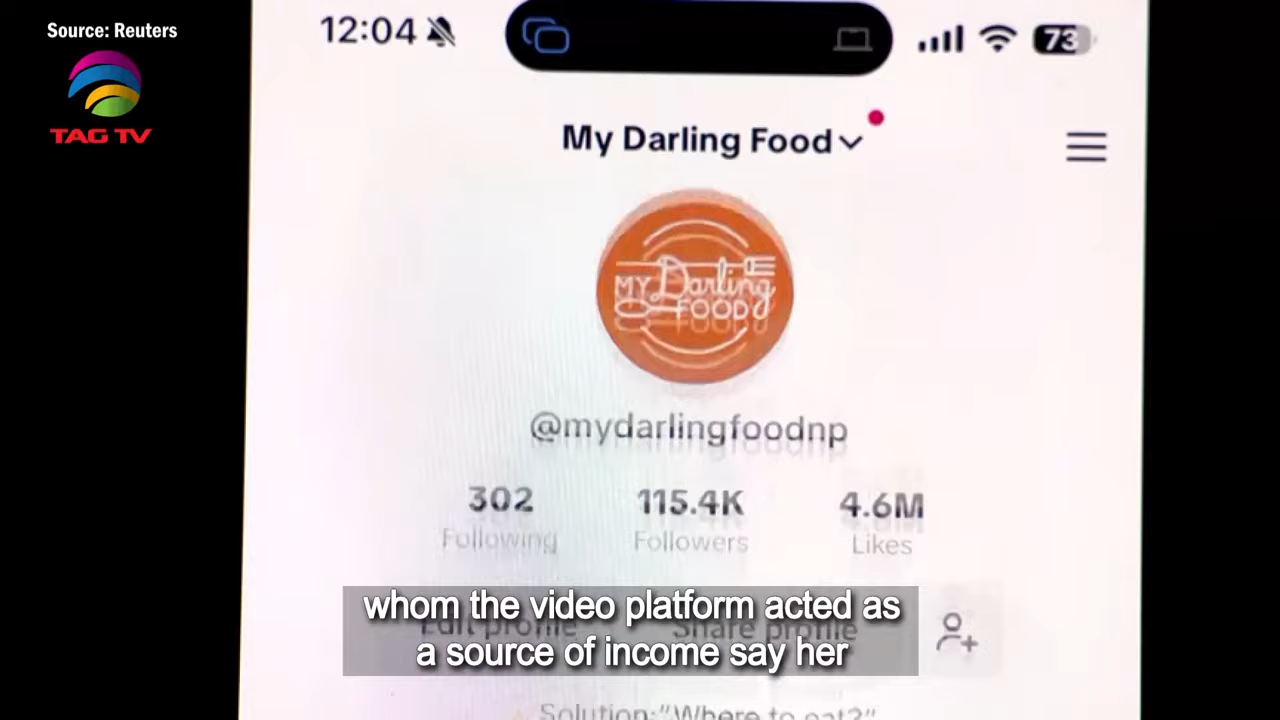 Source: Reuters
TAG TV
12:04
73
My Darling Food
MY Darling
FOOD
@mydarlingfoodnp
302
115.4K
4.6M
Following
Followers
Likes
Edit profile
Share profile
whom the video platform acted as
a source of income say her
Solution:“Where to eat?”